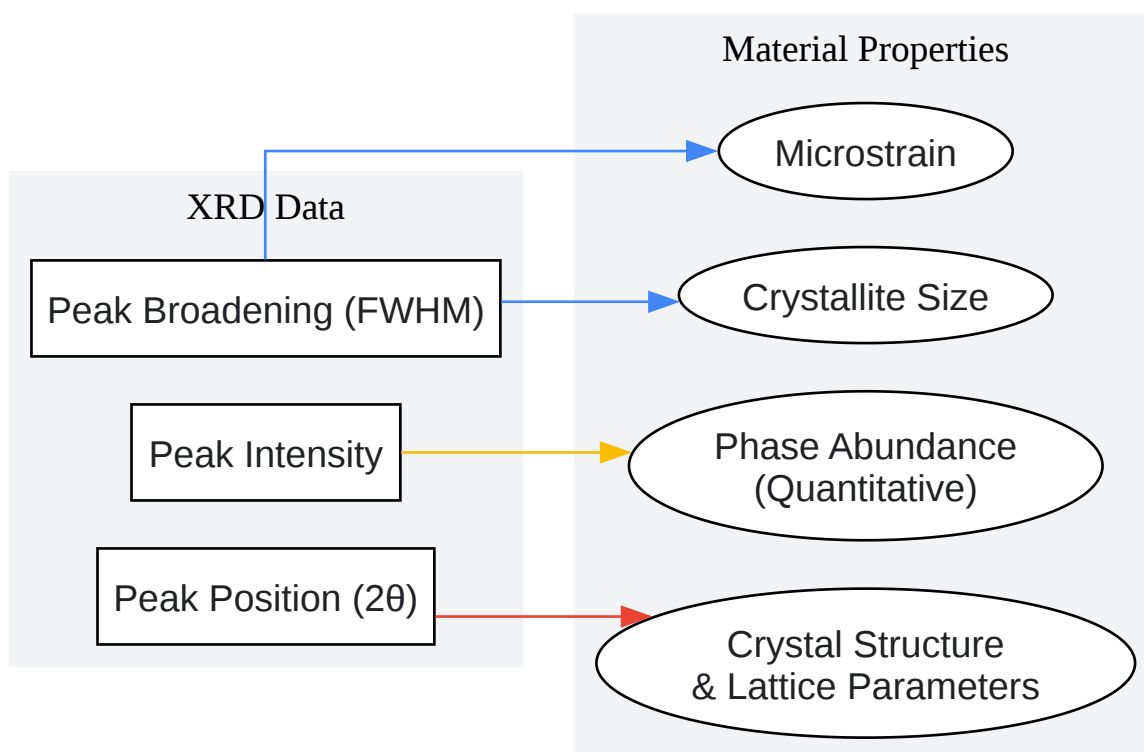 Material Properties
Microstrain
XRD Data
Crystallite Size
Peak Broadening (FWHM)
Phase Abundance
(Quantitative)
Peak Intensity
Peak Position (2θ)
Crystal Structure
& Lattice Parameters